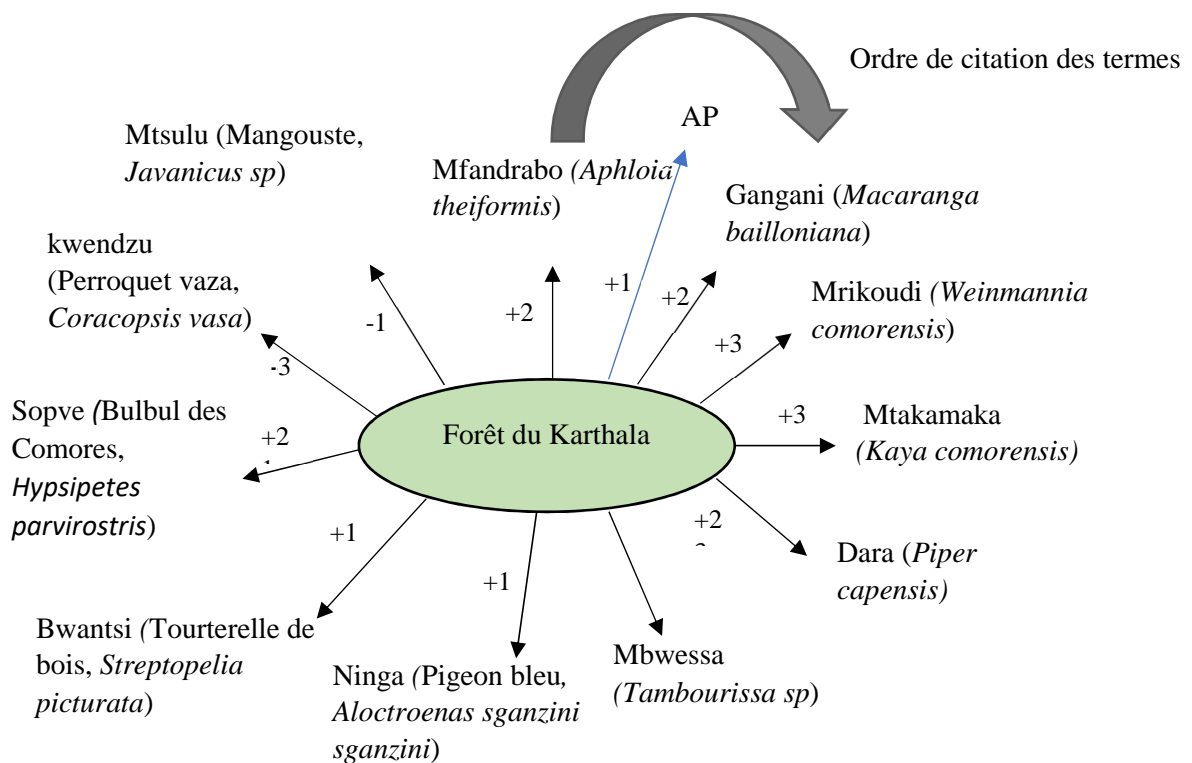 Ordre de citation des termes
AP
Mtsulu (Mangouste,
Javanicus sp)
Mfandrabo (Aphloia
theiformis)
Gangani (Macaranga
bailloniana)
kwendzu
(Perroquet vaza,
Coracopsis vasa)
Mrikoudi (Weinmannia
comorensis)
-1
+2
+1
+2
+3
-3
Sopve (Bulbul des
Comores,
Hypsipetes
parvirostris)
+2
Forêt du Karthala
+3
Mtakamaka
(Kaya comorensis)
+1
+1
+2
Dara (Piper
capensis)
Bwantsi (Tourterelle de
bois, Streptopelia
picturata)
Ninga (Pigeon bleu,
Aloctroenas sganzini
sganzini)
Mbwessa
(Tambourissa sp)